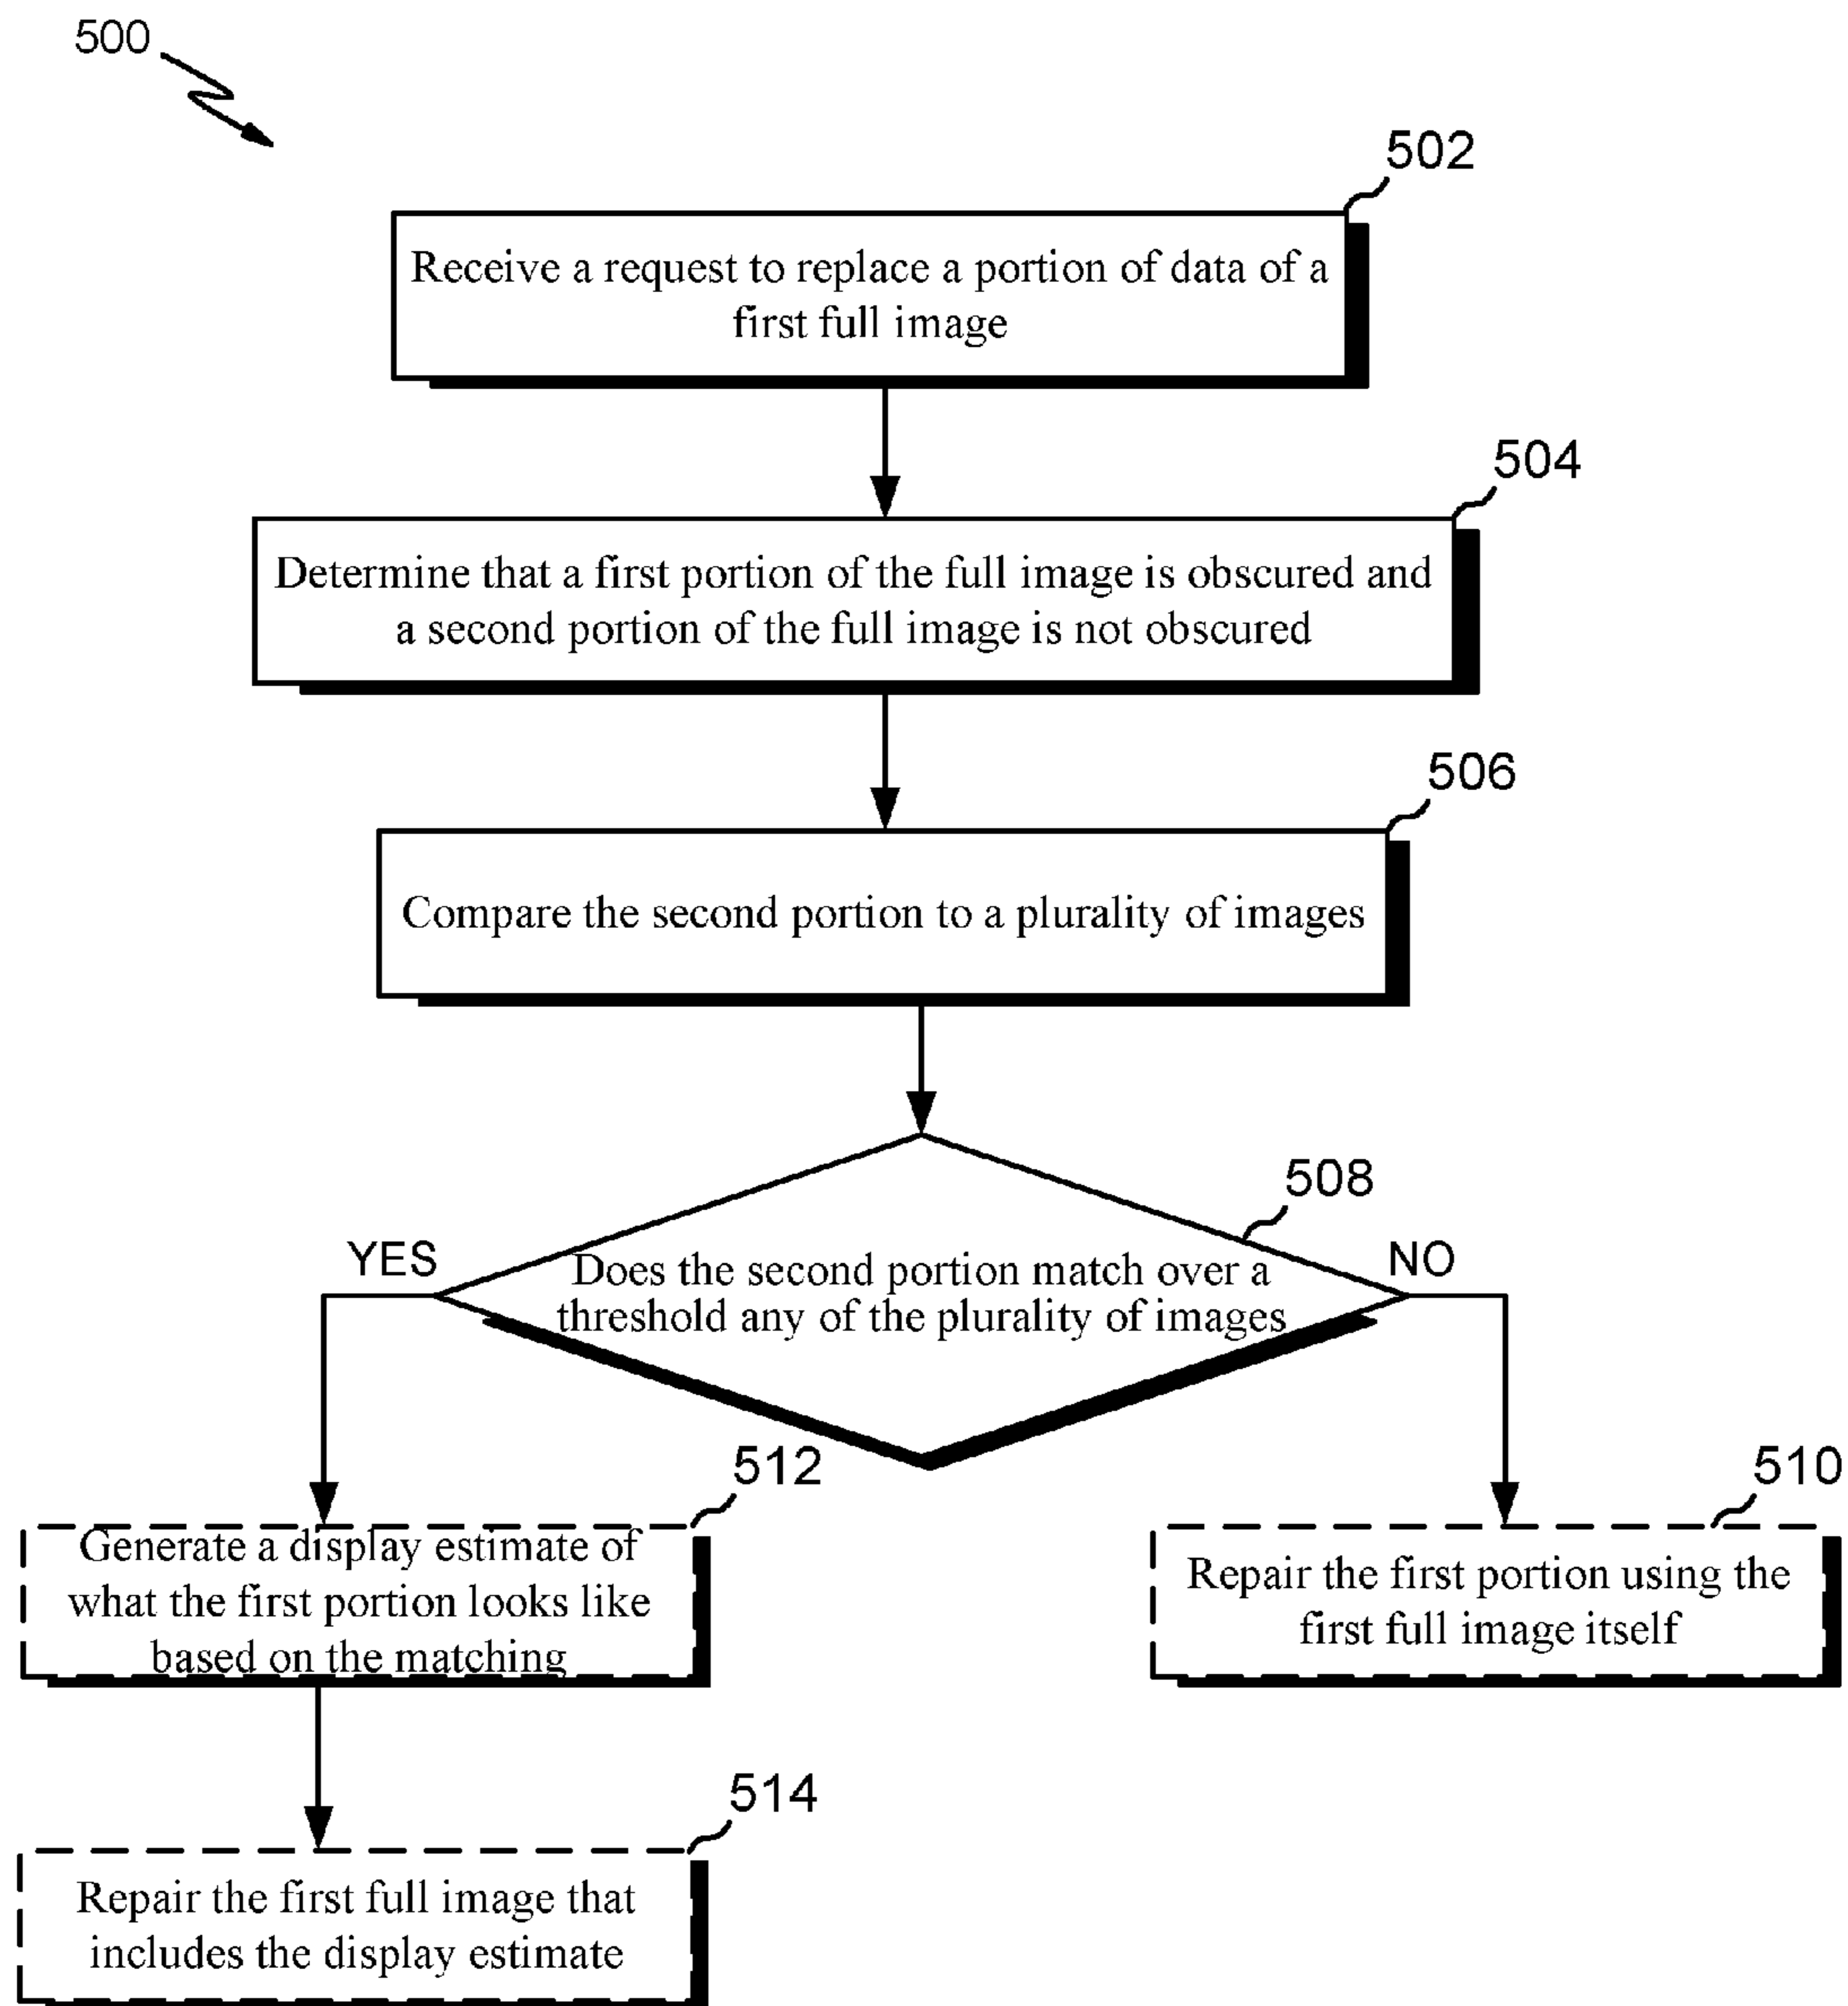 500
502
Receive a request to replace a portion of data of a
first full image
504
Determine that a first portion of the full image is obscured and
a second portion of the full image is not obscured
506
Compare the second portion to a plurality of images
508
YES
NO
Does the second portion match over a
threshold any of the plurality of images
512
Generate a display estimate of
what the first portion looks like
based on the matching
510
Repair the first portion using the
first full image itself
514
Repair the first full image that
includes the display estimate